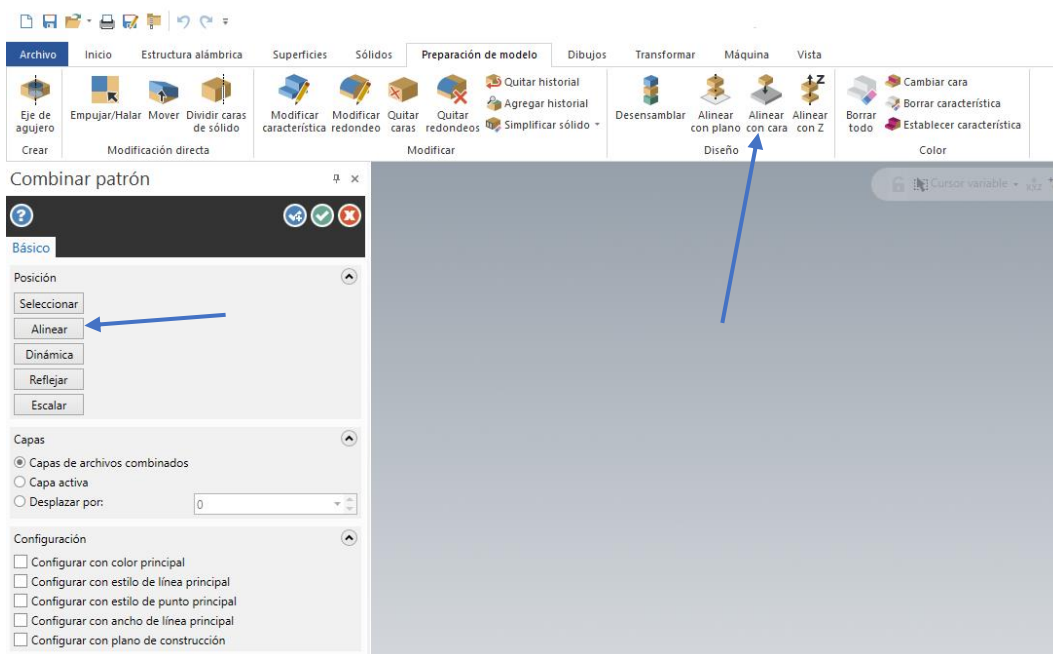 Archivo Inicio Estructura alámbrica Superficies Sólidos Preparación de modelo Dibujos Transformar Máquina Vista
Eje de agujero
Empujar/Halar
Mover
Dividir caras de sólido
Modificar característica
Modificar redondeo
Quitar caras
Quitar redondeos
Quitar historial
Agregar historial
Simplificar sólido
Desensamblar
Alinear con plano
Alinear con cara
Alinear con Z
Z
Borrar todo
Cambiar cara
Borrar característica
Establecer característica
Crear Modificación directa Modificar Diseño Color
Combinar patrón
Cursor variable
Básico
Posición
Seleccionar
Alinear
Dinámica
Reflejar
Escalar
Capas
Capas de archivos combinados
Capa activa
Desplazar por: 0
Configuración
Configurar con color principal
Configurar con estilo de línea principal
Configurar con estilo de punto principal
Configurar con ancho de línea principal
Configurar con plano de construcción